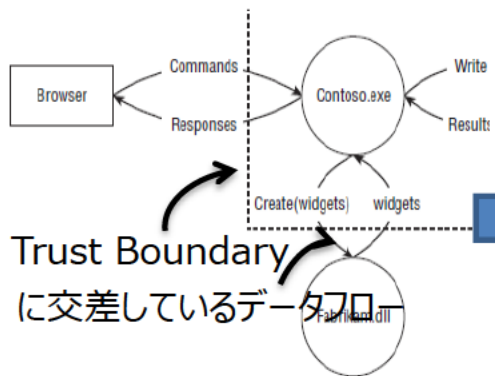 Commands
Write
Browser
Contoso.exe
Responses
Results
Create(widgets)
widgets
Trust Boundary
に交差しているデータフロー
Fabrikam.dll